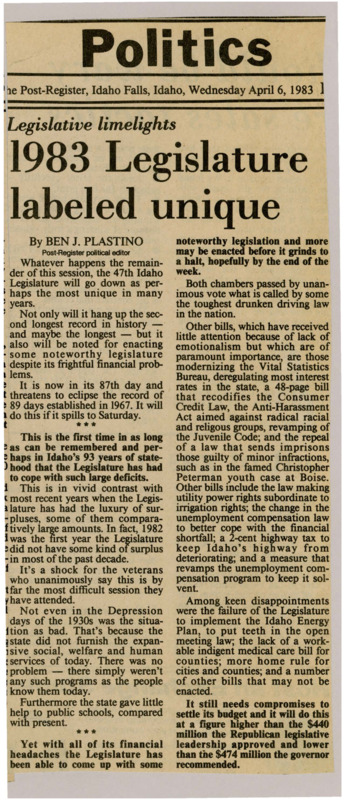 Politics
he Post-Register, Idaho Falls, Idaho, Wednesday April 6, 1983
Legislative limelights
1983 Legislature
labeled unique
By BEN J. PLASTINO
Post-Register political editor
Whatever happens the remain-
der of this session, the 47th Idaho
Legislature will go down as per-
haps the most unique in many
years.
Not only will it hang up the sec-
ond longest record in history —
and maybe the longest — but it
also will be noted for enacting
some noteworthy legislature
despite its frightful financial prob-
lems.
It is now in its 87th day and
threatens to eclipse the record of
89 days established in 1967. It will
do this if it spills to Saturday.
***
This is the first time in as long
as can be remembered and per-
haps in Idaho's 93 years of state-
hood that the Legislature has had
to cope with such large deficits.
This is in vivid contrast with
most recent years when the Legis-
lature has had the luxury of sur-
pluses, some of them compara-
tively large amounts. In fact, 1982
was the first year the Legislature
did not have some kind of surplus
in most of the past decade.
It's a shock for the veterans
who unanimously say this is by
far the most difficult session they
have attended.
Not even in the Depression
days of the 1930s was the situa-
tion as bad. That's because the
state did not furnish the expan-
sive social, welfare and human
services of today. There was no
problem — there simply weren't
any such programs as the people
know them today.
Furthermore the state gave little
help to public schools, compared
with present.
***
Yet with all of its financial
headaches the Legislature has
been able to come up with some
noteworthy legislation and more
may be enacted before it grinds to
a halt, hopefully by the end of the
week.
Both chambers passed by unan-
imous vote what is called by some
the toughest drunken driving law
in the nation.
Other bills, which have received
little attention because of lack of
emotionalism but which are of
paramount importance, are those
modernizing the Vital Statistics
Bureau, deregulating most interest
rates in the state, a 48-page bill
that recodifies the Consumer
Credit Law, the Anti-Harassment
Act aimed against radical racial
and religous groups, revamping of
the Juvenile Code; and the repeal
of a law that sends imprisons
those guilty of minor infractions,
such as in the famed Christopher
Peterman youth case at Boise.
Other bills include the law making
utility power rights subordinate to
irrigation rights; the change in the
unemployment compensation law
to better cope with the financial
shortfall; a 2-cent highway tax to
keep Idaho's highway from
deteriorating; and a measure that
revamps the unemployment com-
pensation program to keep it sol-
vent.
Among keen disappointments
were the failure of the Legislature
to implement the Idaho Energy
Plan, to put teeth in the open
meeting law; the lack of a work-
able indigent medical care bill for
counties; more home rule for
cities and counties; and a number
of other bills that may not be
enacted.
It still needs compromises to
settle its budget and it will do this
at a figure higher than the $440
million the Republican legislative
leadership approved and lower
than the $474 million the governor
recommended.